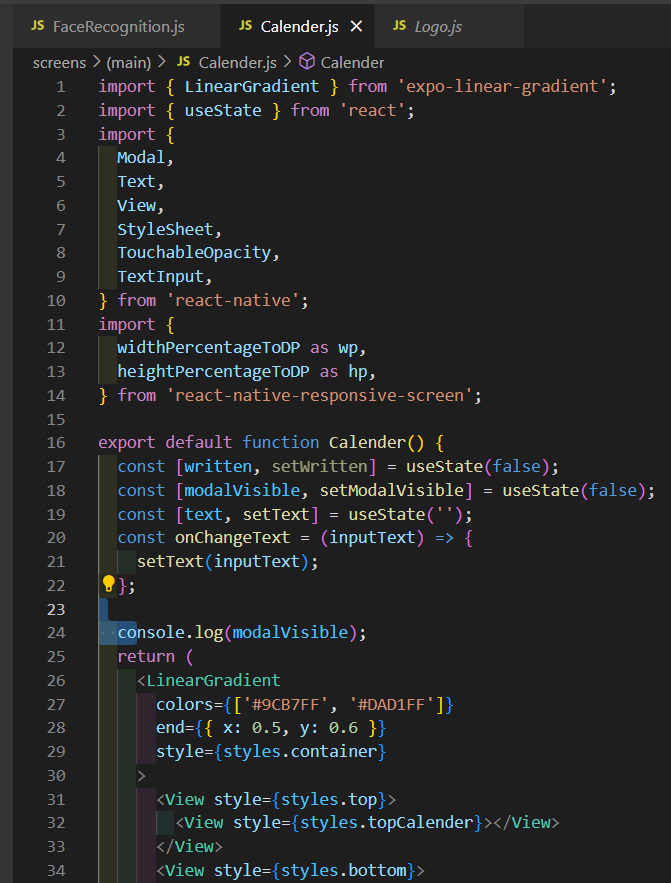 JS FaceRecognition.js JS Calender.js × JS Logo.js
screens > (main) > JS Calender.js > Calender
1 import { LinearGradient } from 'expo-linear-gradient';
2 import { useState } from 'react';
3 import {
4 Modal,
5 Text,
6 View,
7 StyleSheet,
8 TouchableOpacity,
9 TextInput,
10 } from 'react-native';
11 import {
12 widthPercentageToDP as wp,
13 heightPercentageToDP as hp,
14 } from 'react-native-responsive-screen';
15
16 export default function Calender() {
17 const [written, setWritten] = useState(false);
18 const [modalVisible, setModalVisible] = useState(false);
19 const [text, setText] = useState('');
20 const onChangeText = (inputText) => {
21 setText(inputText);
22 };
23
24 console.log(modalVisible);
25 return (
26 <LinearGradient
27 colors={['#9CB7FF', '#DAD1FF']}
28 end={{ x: 0.5, y: 0.6 }}
29 style={styles.container}
30 >
31 <View style={styles.top}>
32 <View style={styles.topCalender}></View>
33 </View>
34 <View style={styles.bottom}>